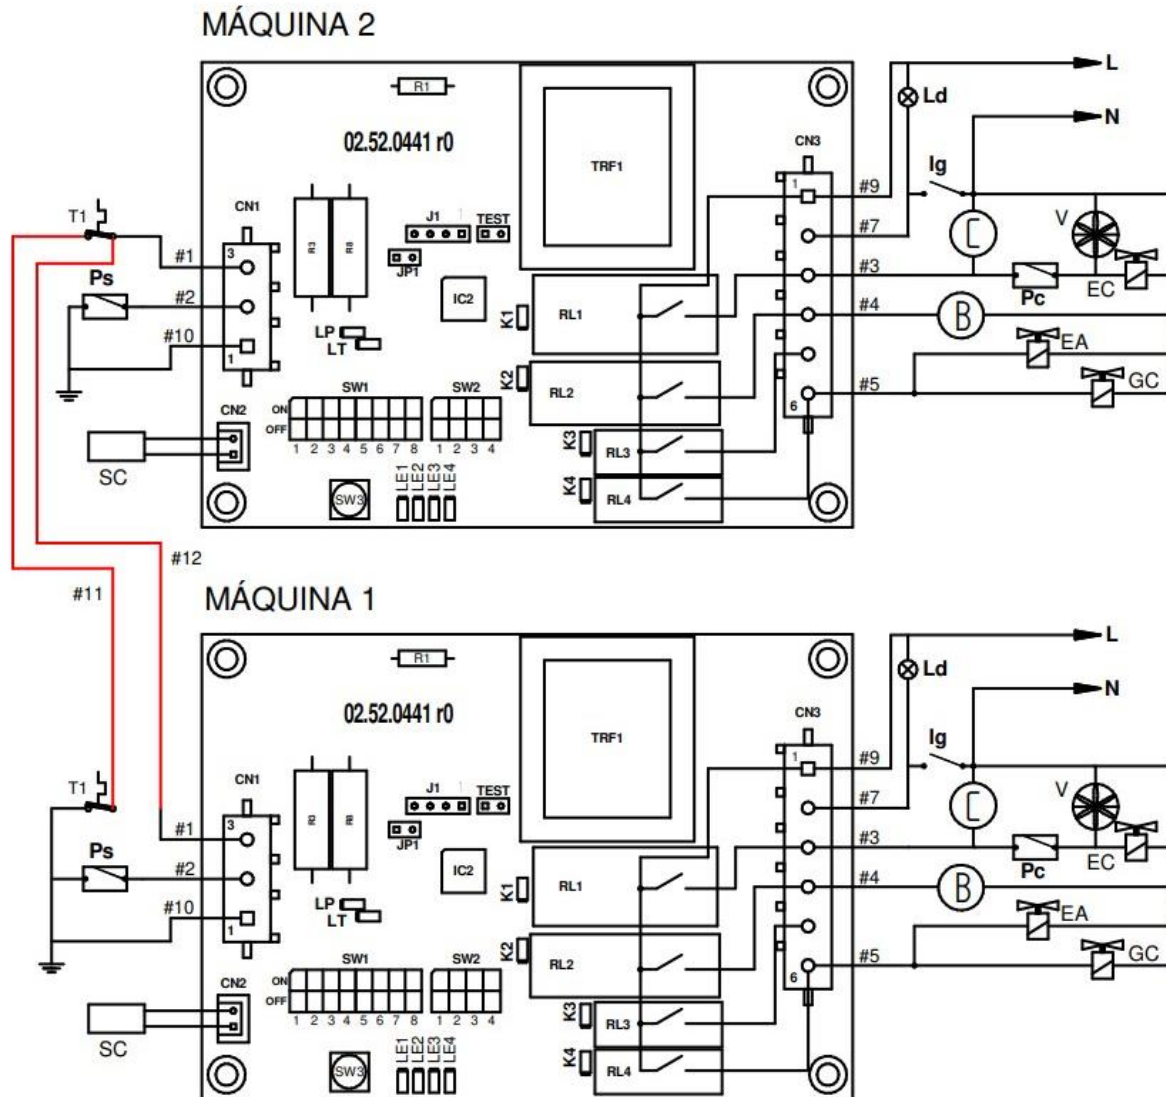 MÁQUINA 2
R1
L
Ld
02.52.0441 r0
N
CN3
TRF1
Ig
1
#9
T1
CN1
J1
1
TEST
V
C
#7
#1
3
R3
R8
JP1
#3
Ps
Pc
EC
#2
IC2
K1
RL1
#4
B
#10
LP
LT
EA
1
K2
RL2
#5
GC
SW1
SW2
6
CN2
ON
OFF
1 2 3 4 5 6 7 8
1 2 3 4
K3
RL3
SC
LE1
LE2
LE3
LE4
K4
RL4
SW3
#12
#11
MÁQUINA 1
R1
L
Ld
02.52.0441 r0
N
CN3
TRF1
Ig
1
#9
T1
CN1
J1
1
TEST
V
C
#7
#1
3
R3
R8
JP1
#3
Ps
Pc
EC
#2
IC2
K1
RL1
#4
B
#10
LP
LT
EA
1
K2
RL2
#5
GC
SW1
SW2
6
CN2
ON
OFF
1 2 3 4 5 6 7 8
1 2 3 4
K3
RL3
SC
LE1
LE2
LE3
LE4
K4
RL4
SW3